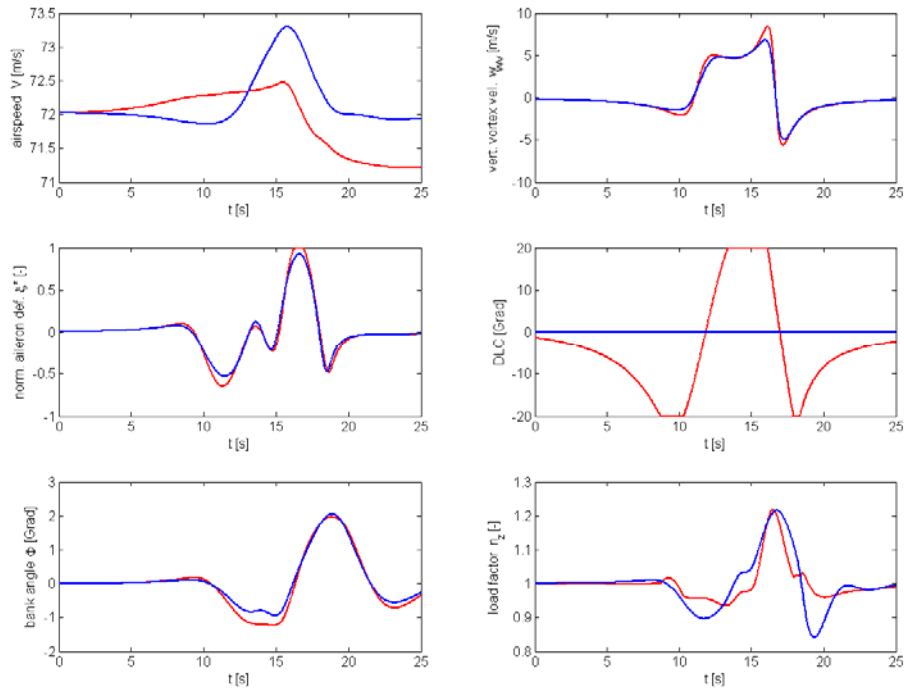 airspeed V [m/s]
73.5
73
72.5
72
71.5
71
0 5 10 15 20 25
t [s]
vert. vortex vel. w_Wv [m/s]
10
5
0
-5
-10
0 5 10 15 20 25
t [s]
norm. aileron def. ξ* [-]
1
0.5
0
-0.5
-1
0 5 10 15 20 25
t [s]
DLC [Grad]
20
10
0
-10
-20
0 5 10 15 20 25
t [s]
bank angle Φ [Grad]
3
2
1
0
-1
-2
0 5 10 15 20 25
t [s]
load factor n_z [-]
1.3
1.2
1.1
1
0.9
0.8
0 5 10 15 20 25
t [s]